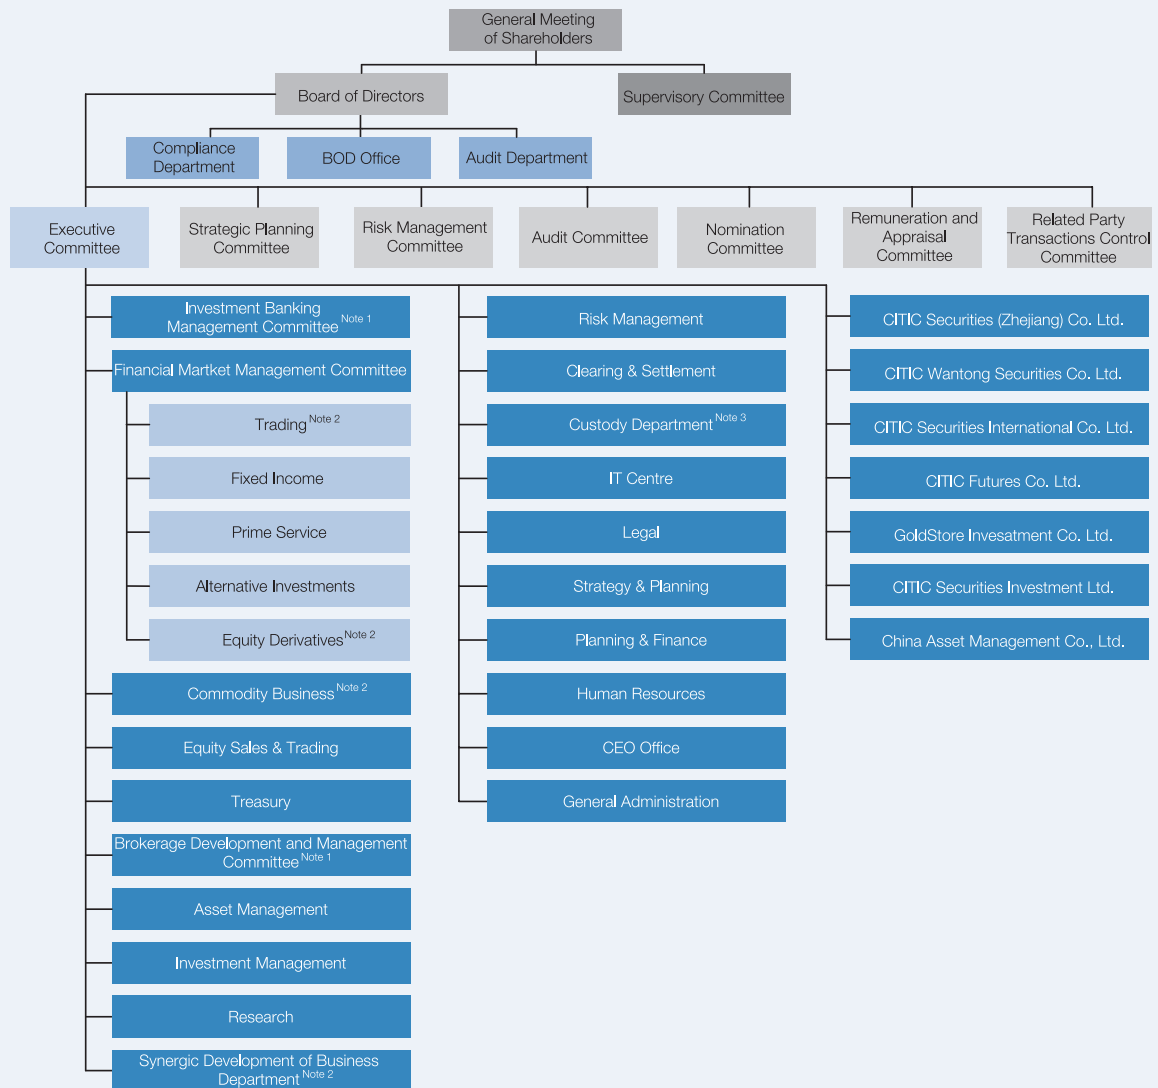 General Meeting
of Shareholders
Board of Directors
Supervisory Committee
Compliance
Department
BOD Office
Audit Department
Executive
Committee
Strategic Planning
Committee
Risk Management
Committee
Audit Committee
Nomination
Committee
Remuneration and
Appraisal
Committee
Related Party
Transactions Control
Committee
Investment Banking
Management Committee Note 1
Financial Martket Management Committee
Trading Note 2
Fixed Income
Prime Service
Alternative Investments
Equity Derivatives Note 2
Commodity Business Note 2
Equity Sales & Trading
Treasury
Brokerage Development and Management
Committee Note 1
Asset Management
Investment Management
Research
Synergic Development of Business
Department Note 2
Risk Management
Clearing & Settlement
Custody Department Note 3
IT Centre
Legal
Strategy & Planning
Planning & Finance
Human Resources
CEO Office
General Administration
CITIC Securities (Zhejiang) Co. Ltd.
CITIC Wantong Securities Co. Ltd.
CITIC Securities International Co. Ltd.
CITIC Futures Co. Ltd.
GoldStore Invesatment Co. Ltd.
CITIC Securities Investment Ltd.
China Asset Management Co., Ltd.